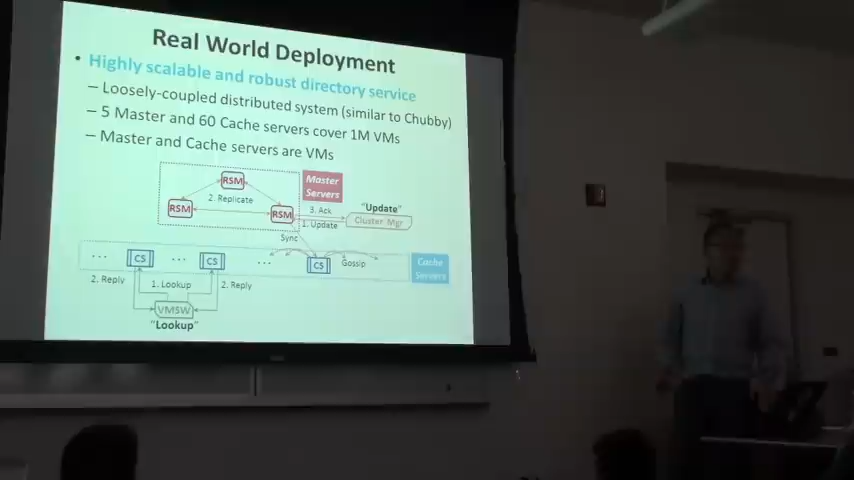 Real World Deployment
• Highly scalable and robust directory service
– Loosely-coupled distributed system (similar to Chubby)
– 5 Master and 60 Cache servers cover 1M VMs
– Master and Cache servers are VMs
RSM
Master
Servers
2. Replicate
"Update"
RSM
RSM
3. Ack
1. Update
Cluster Mgr
Sync
... CS ... CS ... CS
Gossip
Cache
Servers
2. Reply
1. Lookup
2. Reply
VMSW
"Lookup"